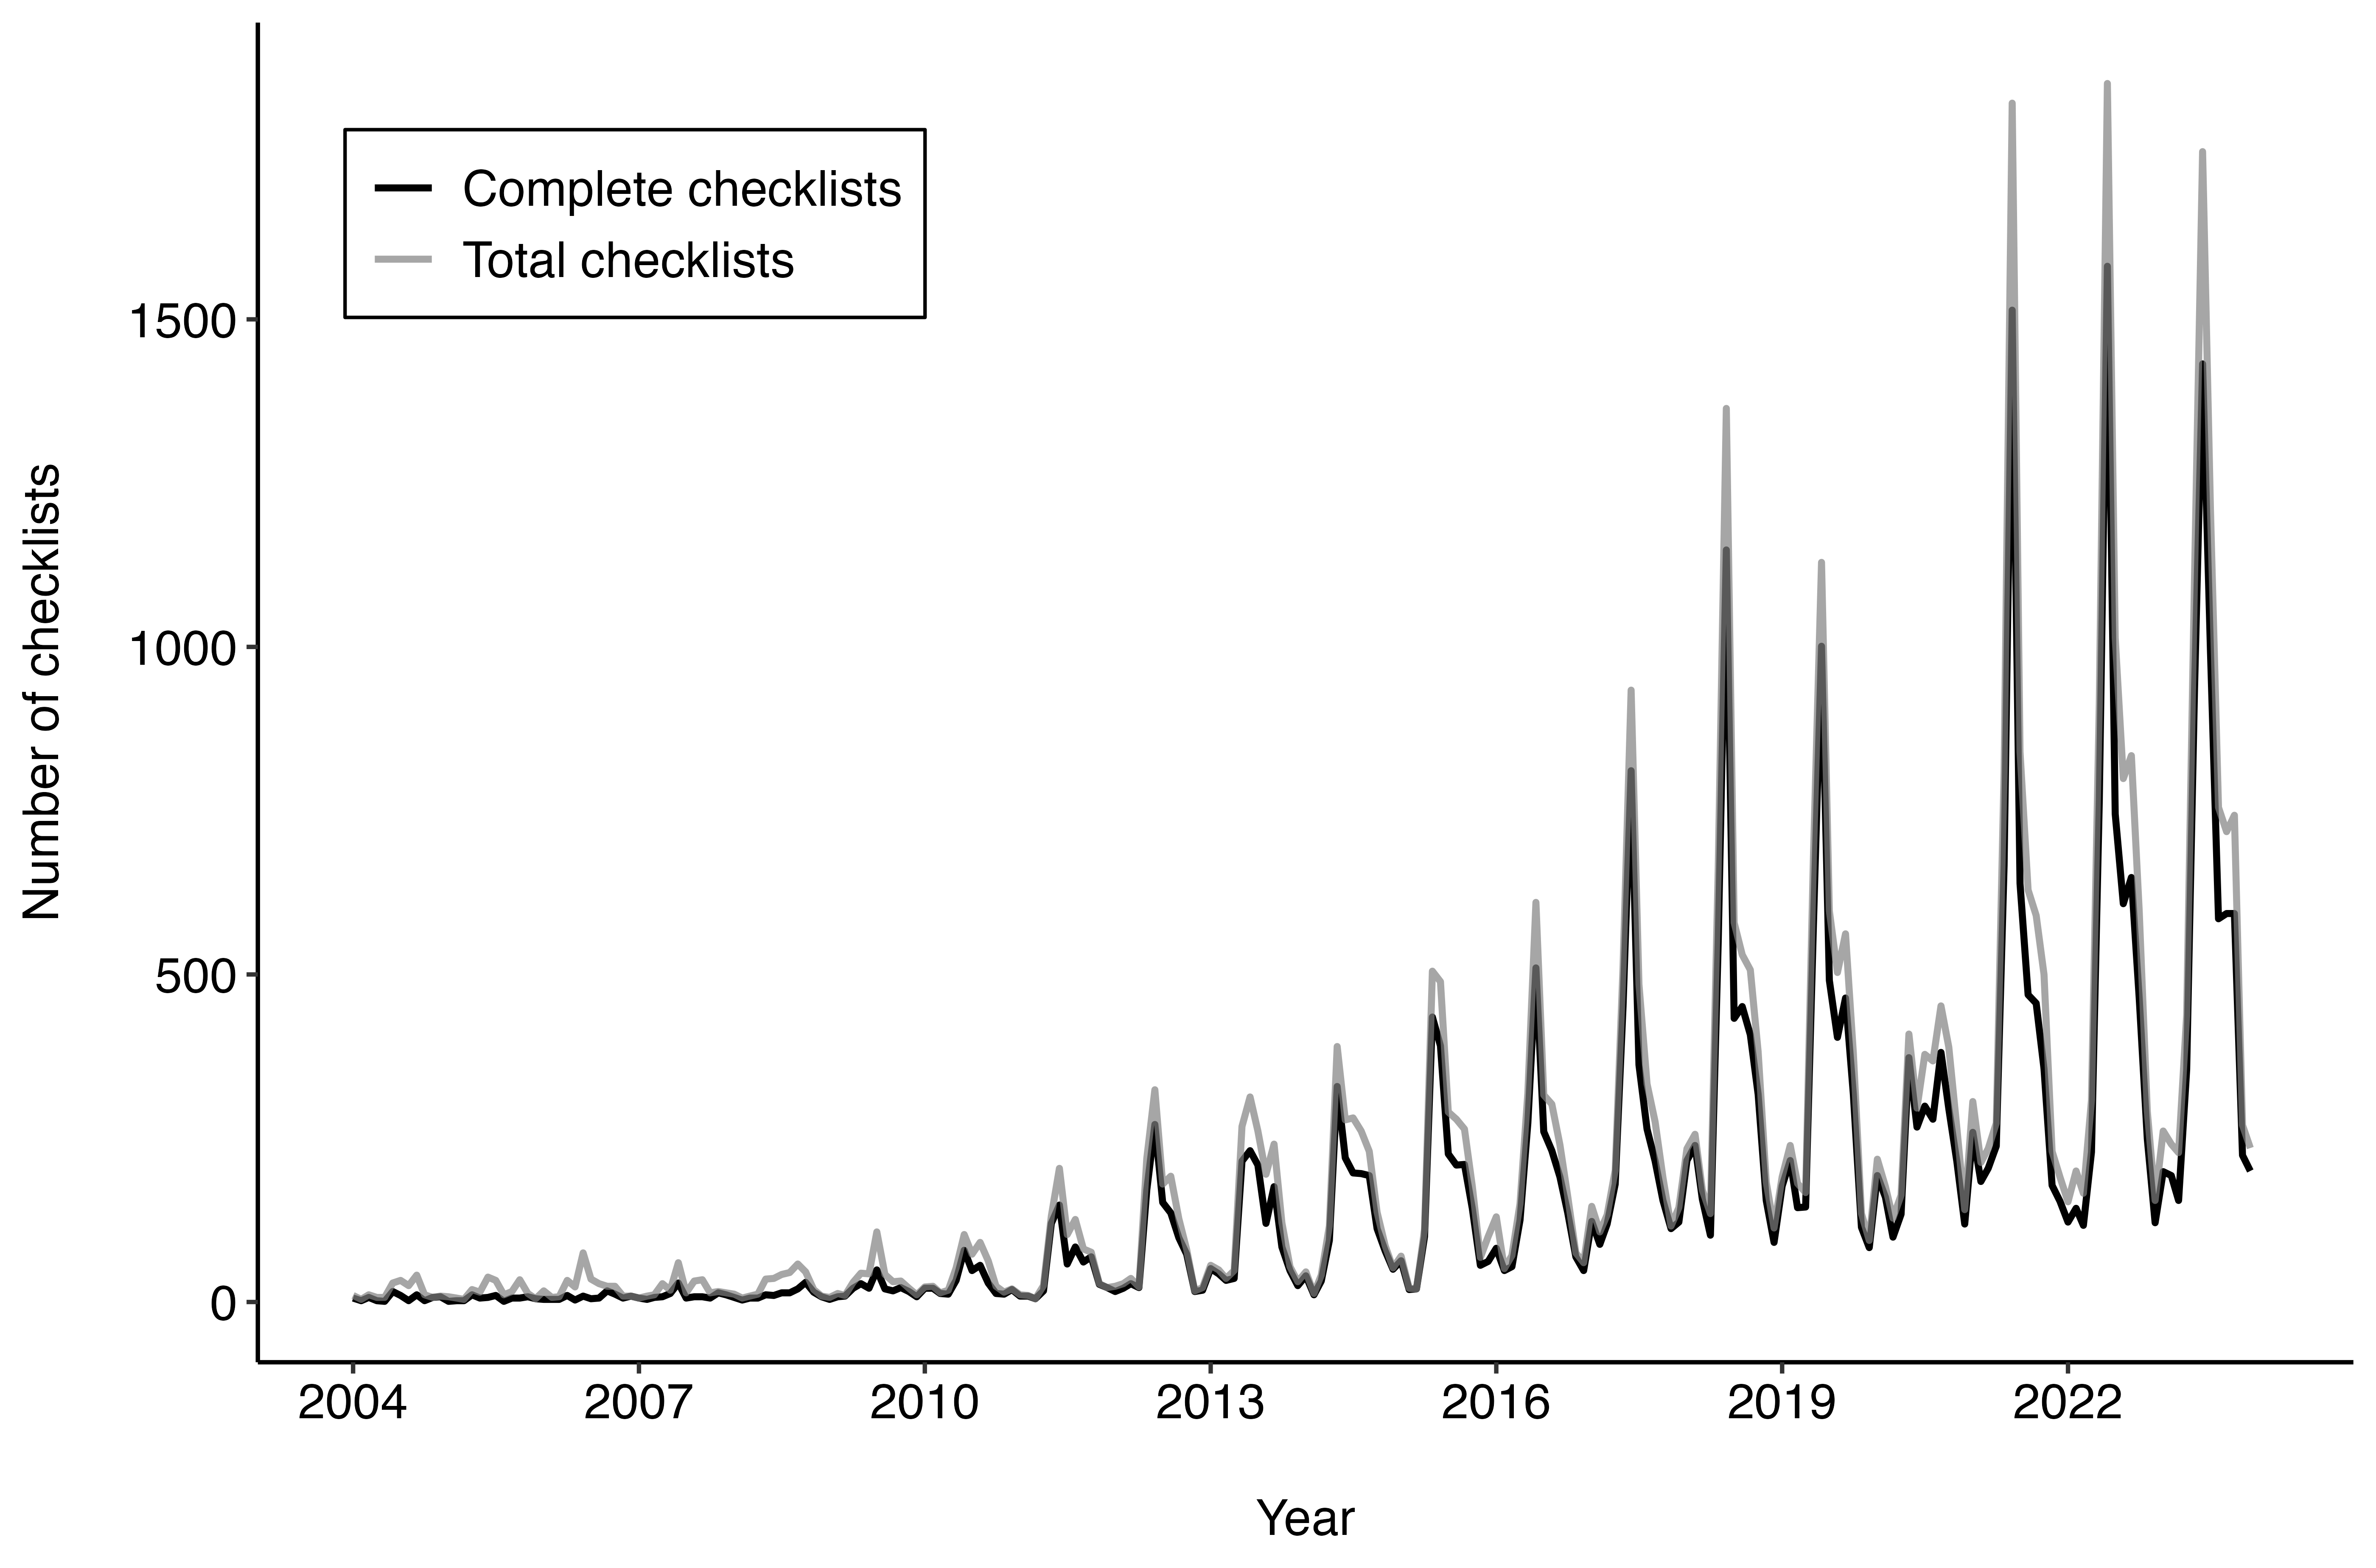 Complete checklists
Total checklists
Number of checklists
1500
1000
500
0
2004
2007
2010
2013
2016
2019
2022
Year